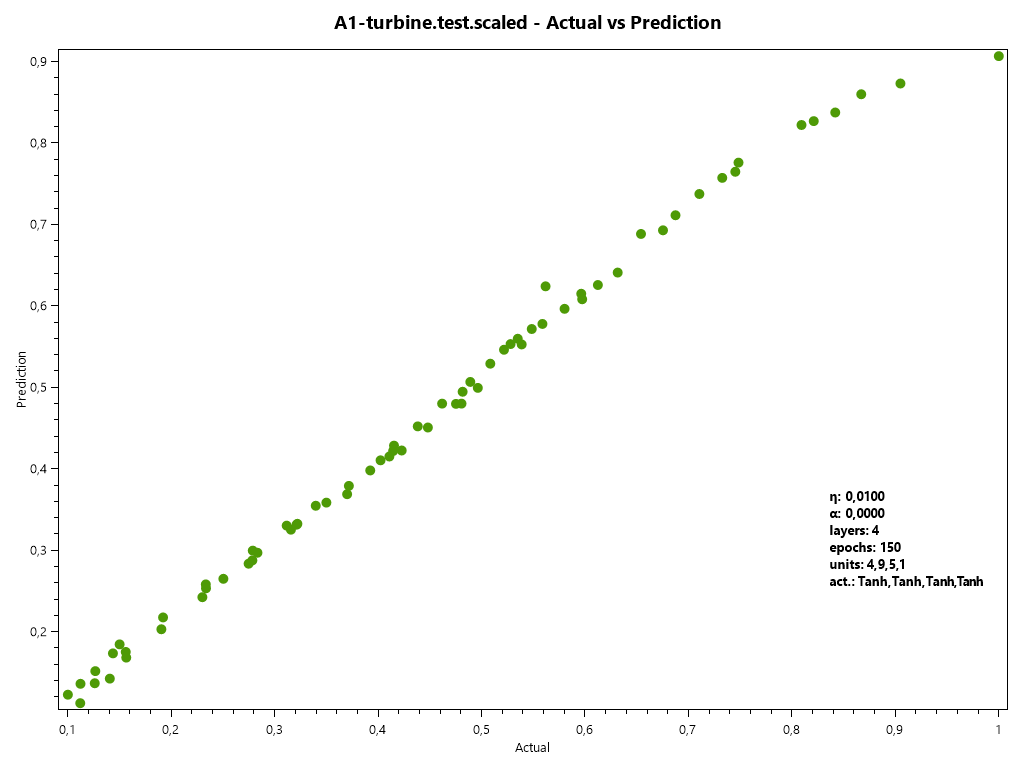 A1-turbine.test.scaled - Actual vs Prediction
0,9
0,8
0,7
0,6
0,5
0,4
0,3
0,2
Prediction
η: 0,0100
α: 0,0000
layers: 4
epochs: 150
units: 4,9,5,1
act.: Tanh,Tanh,Tanh,Tanh
0,1 0,2 0,3 0,4 0,5 0,6 0,7 0,8 0,9 1
Actual